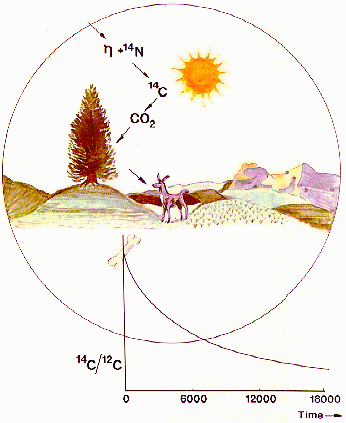 η + ¹⁴N
¹⁴C
CO₂
¹⁴C/¹²C
0 6000 12000 18000
Time →